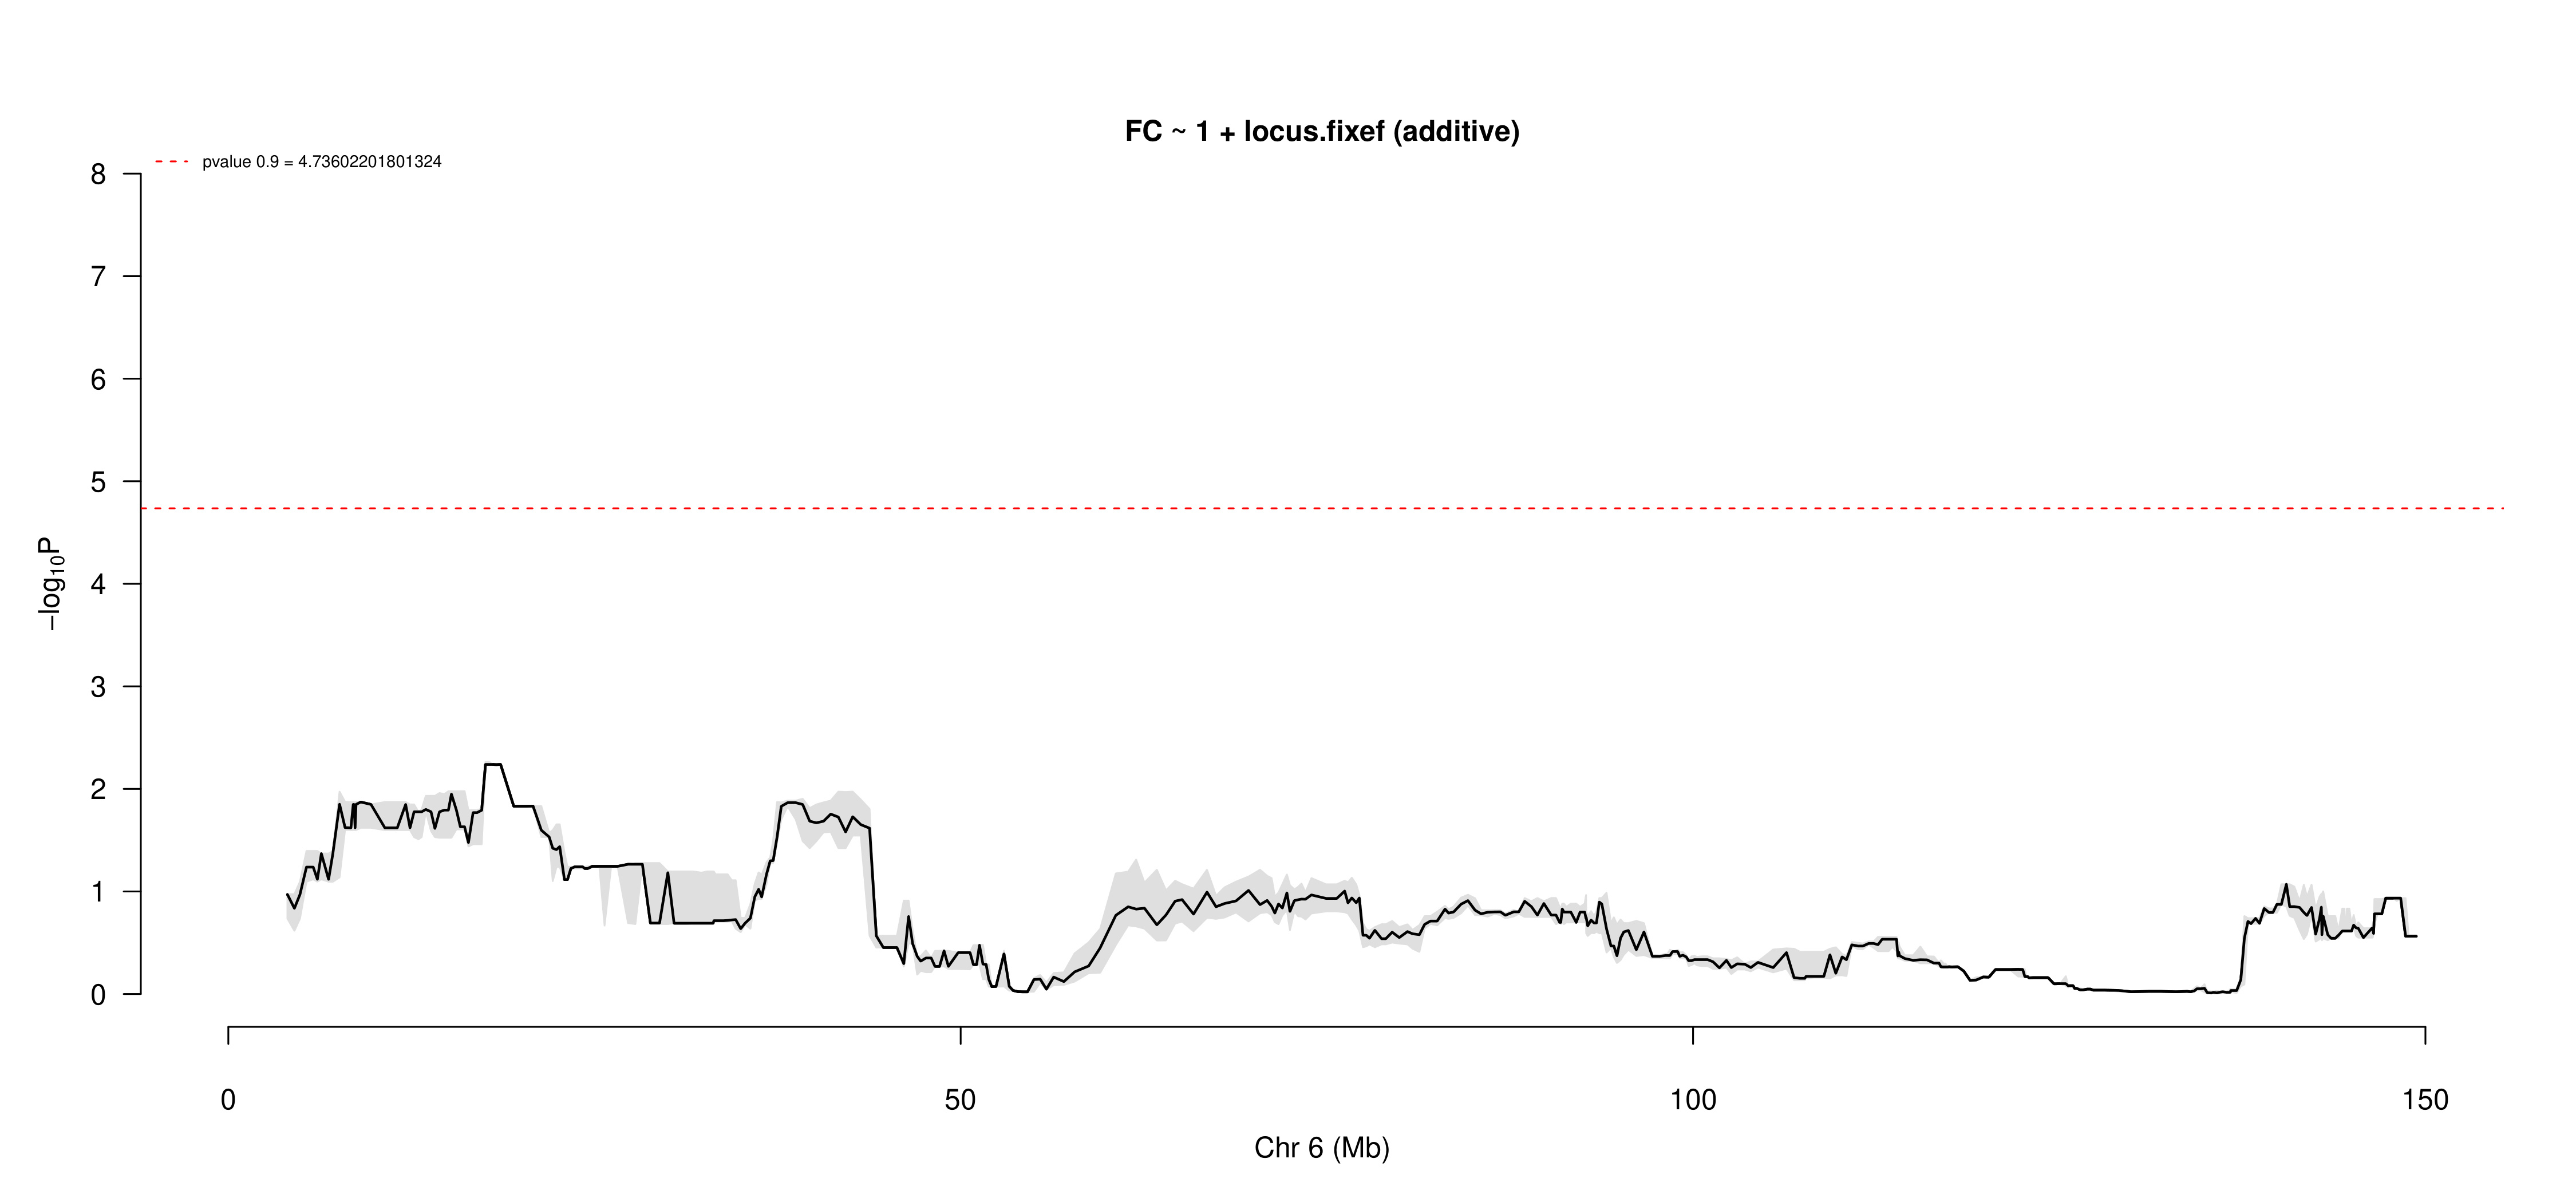 FC ~ 1 + locus.fixef (additive)
pvalue 0.9 = 4.73602201801324
8
7
6
5
4
3
2
1
0
−log10P
0 50 100 150
Chr 6 (Mb)